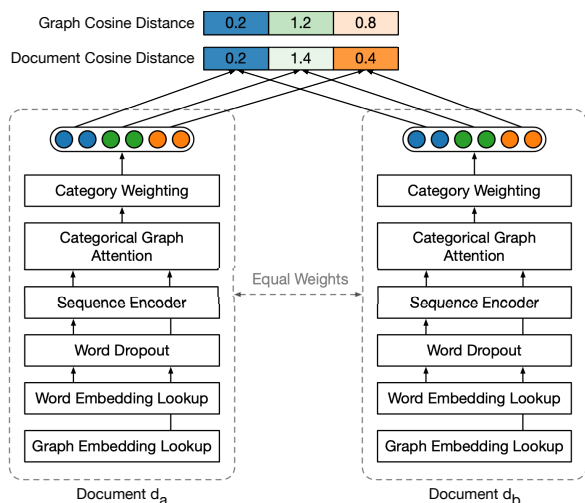 Graph Cosine Distance 0.2 1.2 0.8
Document Cosine Distance 0.2 1.4 0.4
Category Weighting
Categorical Graph
Attention
Sequence Encoder
Word Dropout
Word Embedding Lookup
Graph Embedding Lookup
Document da
Equal Weights
Category Weighting
Categorical Graph
Attention
Sequence Encoder
Word Dropout
Word Embedding Lookup
Graph Embedding Lookup
Document db